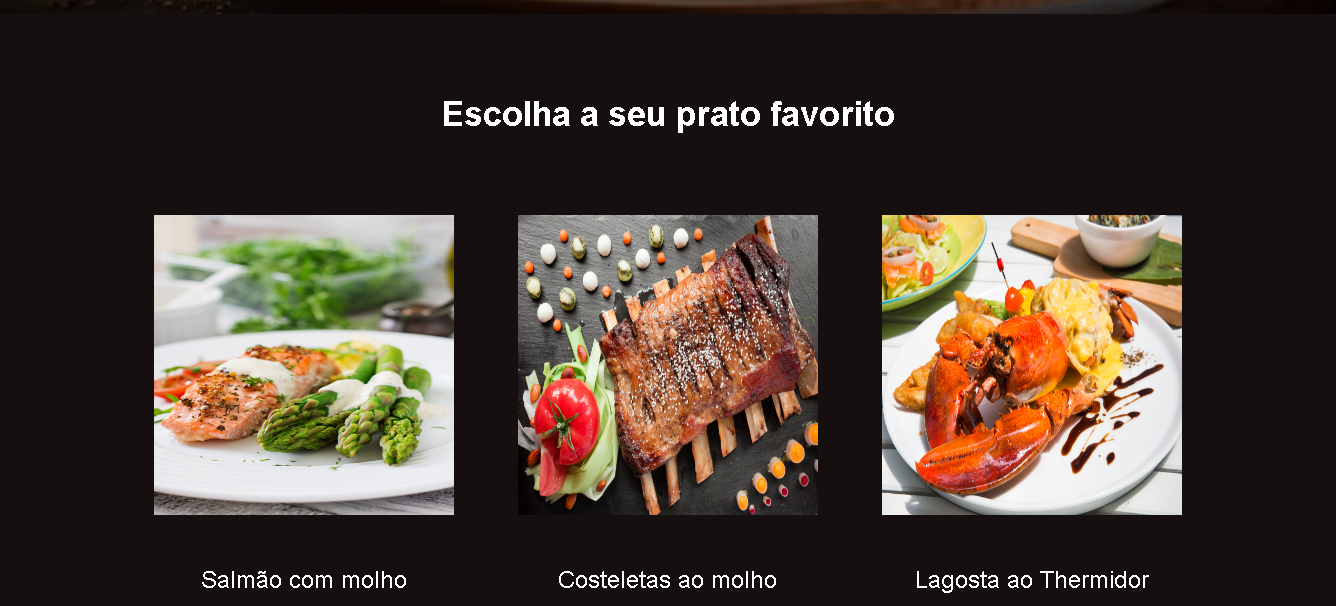 Escolha a seu prato favorito
Salmão com molho
Costeletas ao molho
Lagosta ao Thermidor